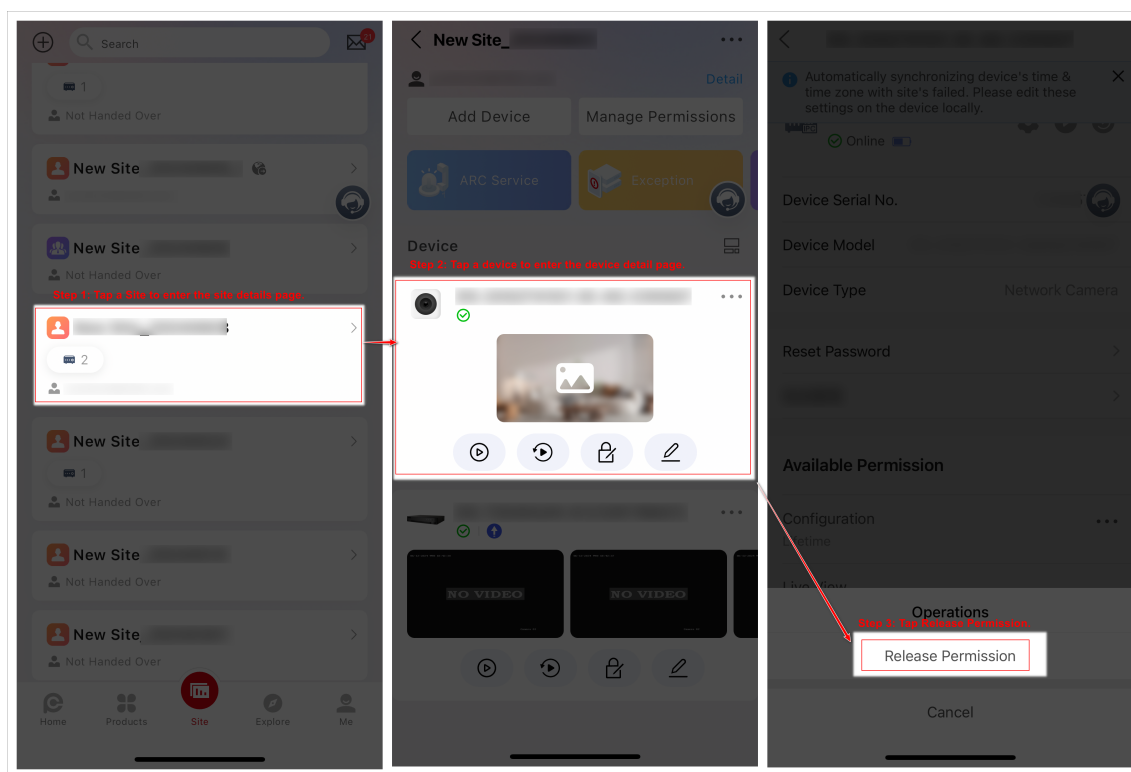 Search
21
1
Not Handed Over
New Site
New Site
Not Handed Over
Step 1: Tap a Site to enter the site details page.
2
New Site
1
Not Handed Over
New Site
Not Handed Over
New Site
Not Handed Over
Home
Products
Site
Explore
Me
New Site_
Detail
Add Device
Manage Permissions
ARC Service
Exception
Device
Step 2: Tap a device to enter the device detail page.
NO VIDEO
NO VIDEO
Automatically synchronizing device's time &
time zone with site's failed. Please edit these
settings on the device locally.
Online
Device Serial No.
Device Model
Device Type
Network Camera
Reset Password
Available Permission
Configuration
Lifetime
Live View
Operations
Step 3: Tap Release Permission
Release Permission
Cancel